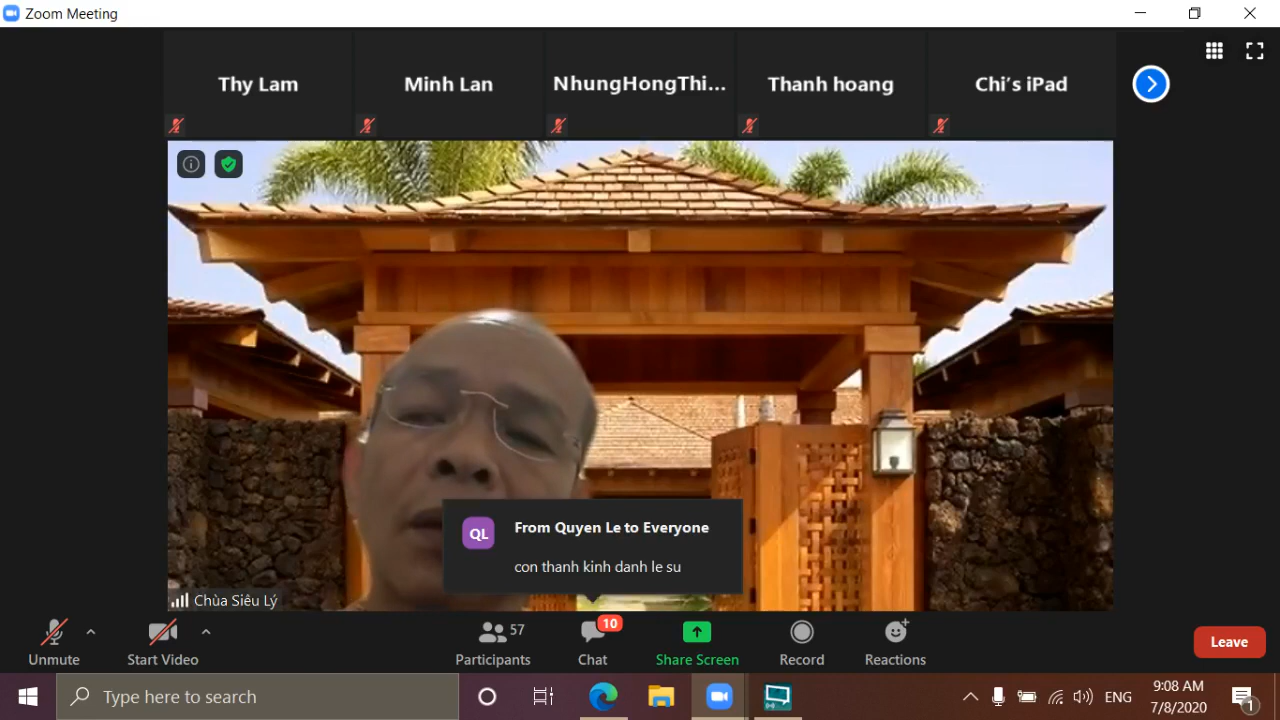 Zoom Meeting
Thy Lam
Minh Lan
NhungHongThi...
Thanh hoang
Chi's iPad
QL
From Quyen Le to Everyone
con thanh kinh danh le su
Chùa Siêu Lý
57
10
Unmute
Start Video
Participants
Chat
Share Screen
Record
Reactions
Leave
Type here to search
ENG
9:08 AM
7/8/2020
1